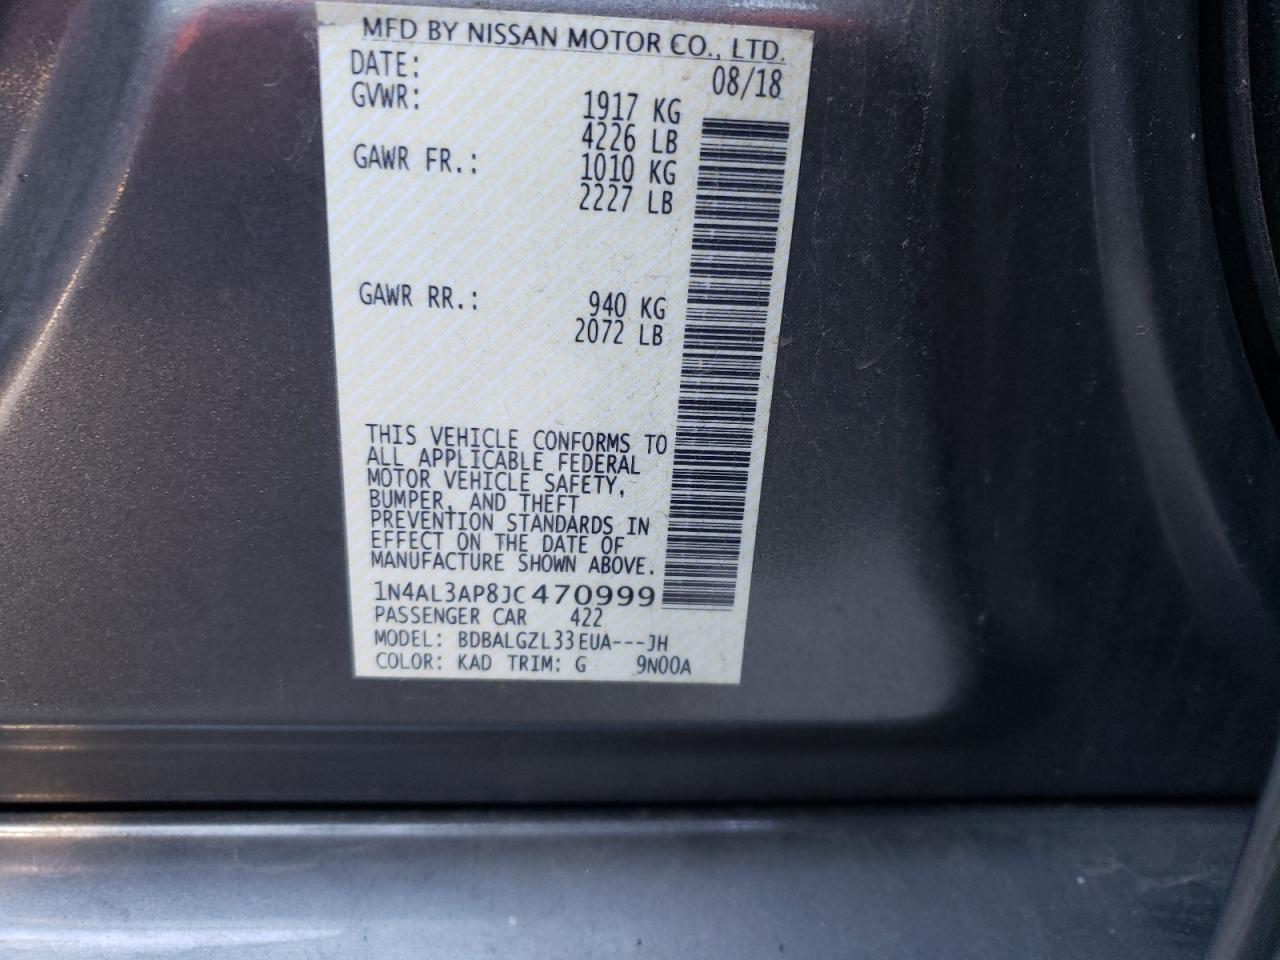 MFD BY NISSAN MOTOR CO., LTD.
DATE: 08/18
GVWR: 1917 KG
4226 LB
GAWR FR.: 1010 KG
2227 LB
GAWR RR.: 940 KG
2072 LB
THIS VEHICLE CONFORMS TO
ALL APPLICABLE FEDERAL
MOTOR VEHICLE SAFETY,
BUMPER, AND THEFT
PREVENTION STANDARDS IN
EFFECT ON THE DATE OF
MANUFACTURE SHOWN ABOVE.
1N4AL3AP8JC470999
PASSENGER CAR 422
MODEL: BDBALGZL33EUA---JH
COLOR: KAD TRIM: G 9N00A